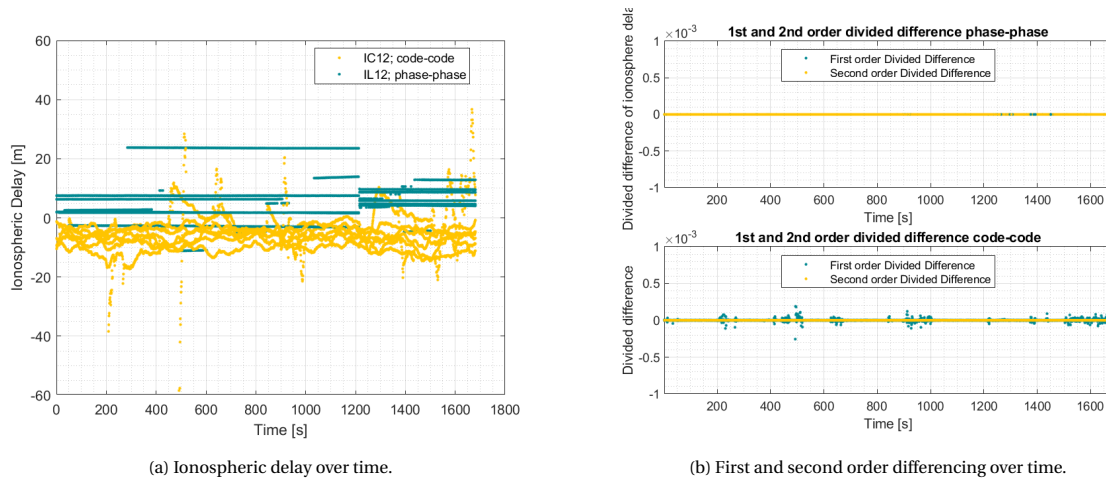 60
40
20
0
-20
-40
-60
0 200 400 600 800 1000 1200 1400 1600 1800
Ionospheric Delay [m]
Time [s]
IC12; code-code
IL12; phase-phase
(a) Ionospheric delay over time.
×10-3
1st and 2nd order divided difference phase-phase
Divided difference of ionosphere
First order Divided Difference
Second order Divided Difference
1
0.5
0
-0.5
-1
200 400 600 800 1000 1200 1400
Time [s]
×10-3
1st and 2nd order divided difference code-code
Divided difference
First order Divided Difference
Second order Divided Difference
1
0.5
0
-0.5
-1
200 400 600 800 1000 1200 1400
Time [s]
(b) First and second order differencing over time.